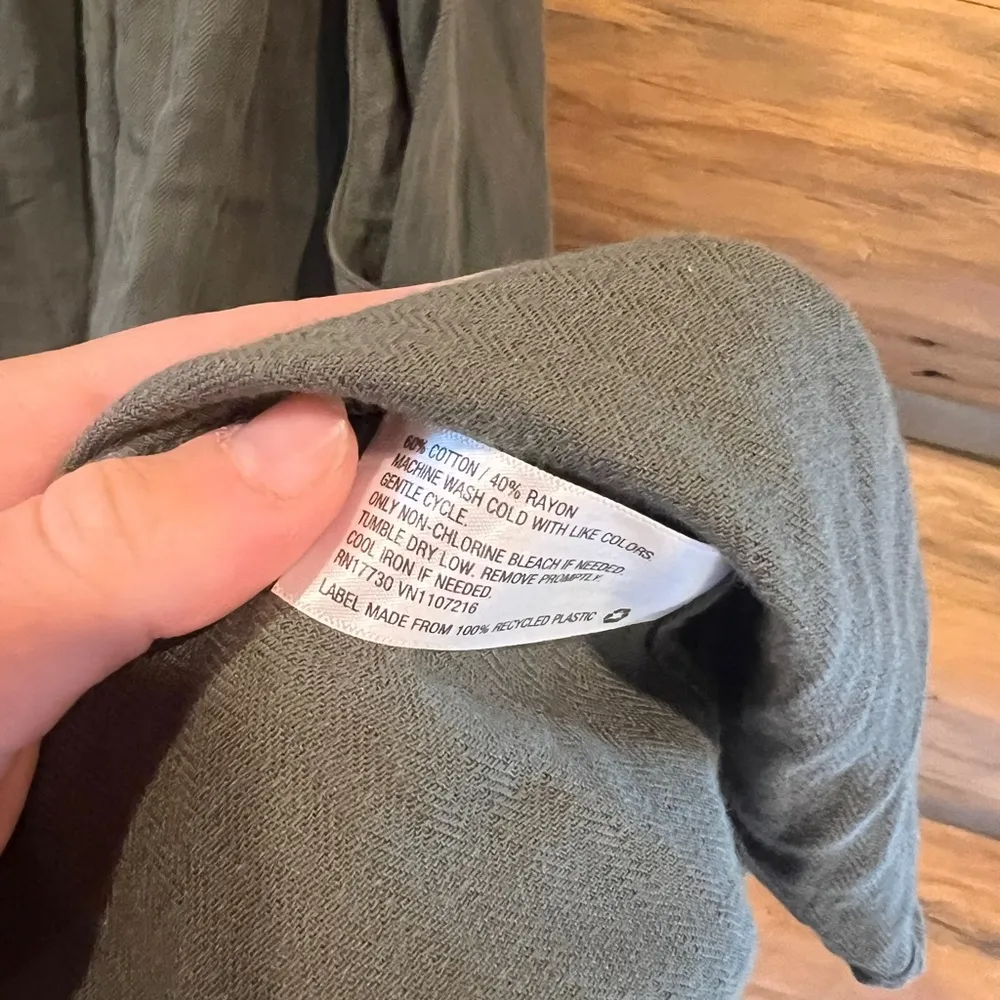 60% COTTON / 40% RAYON
MACHINE WASH COLD WITH LIKE COLORS.
GENTLE CYCLE.
ONLY NON-CHLORINE BLEACH IF NEEDED.
TUMBLE DRY LOW. REMOVE PROMPTLY.
COOL IRON IF NEEDED.
RN17730 VN1107216
LABEL MADE FROM 100% RECYCLED PLASTIC